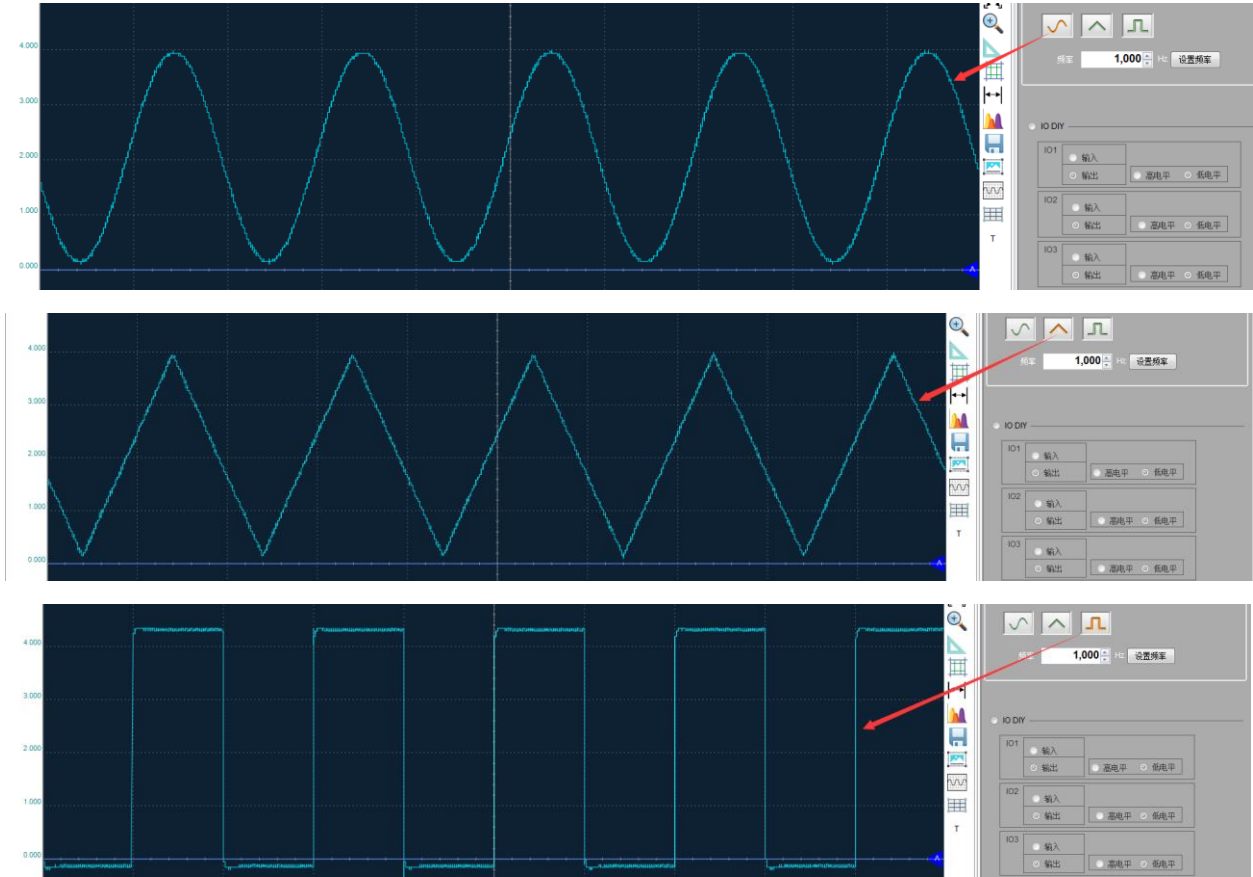 4.000
3.000
2.000
1.000
0.000
T
A
频率 1,000 Hz 设置频率
IO DIY
IO1
输入
输出 高电平 低电平
IO2
输入
输出 高电平 低电平
IO3
输入
输出 高电平 低电平
4.000
3.000
2.000
1.000
0.000
T
A
频率 1,000 Hz 设置频率
IO DIY
IO1
输入
输出 高电平 低电平
IO2
输入
输出 高电平 低电平
IO3
输入
输出 高电平 低电平
4.000
3.000
2.000
1.000
0.000
T
A
频率 1,000 Hz 设置频率
IO DIY
IO1
输入
输出 高电平 低电平
IO2
输入
输出 高电平 低电平
IO3
输入
输出 高电平 低电平